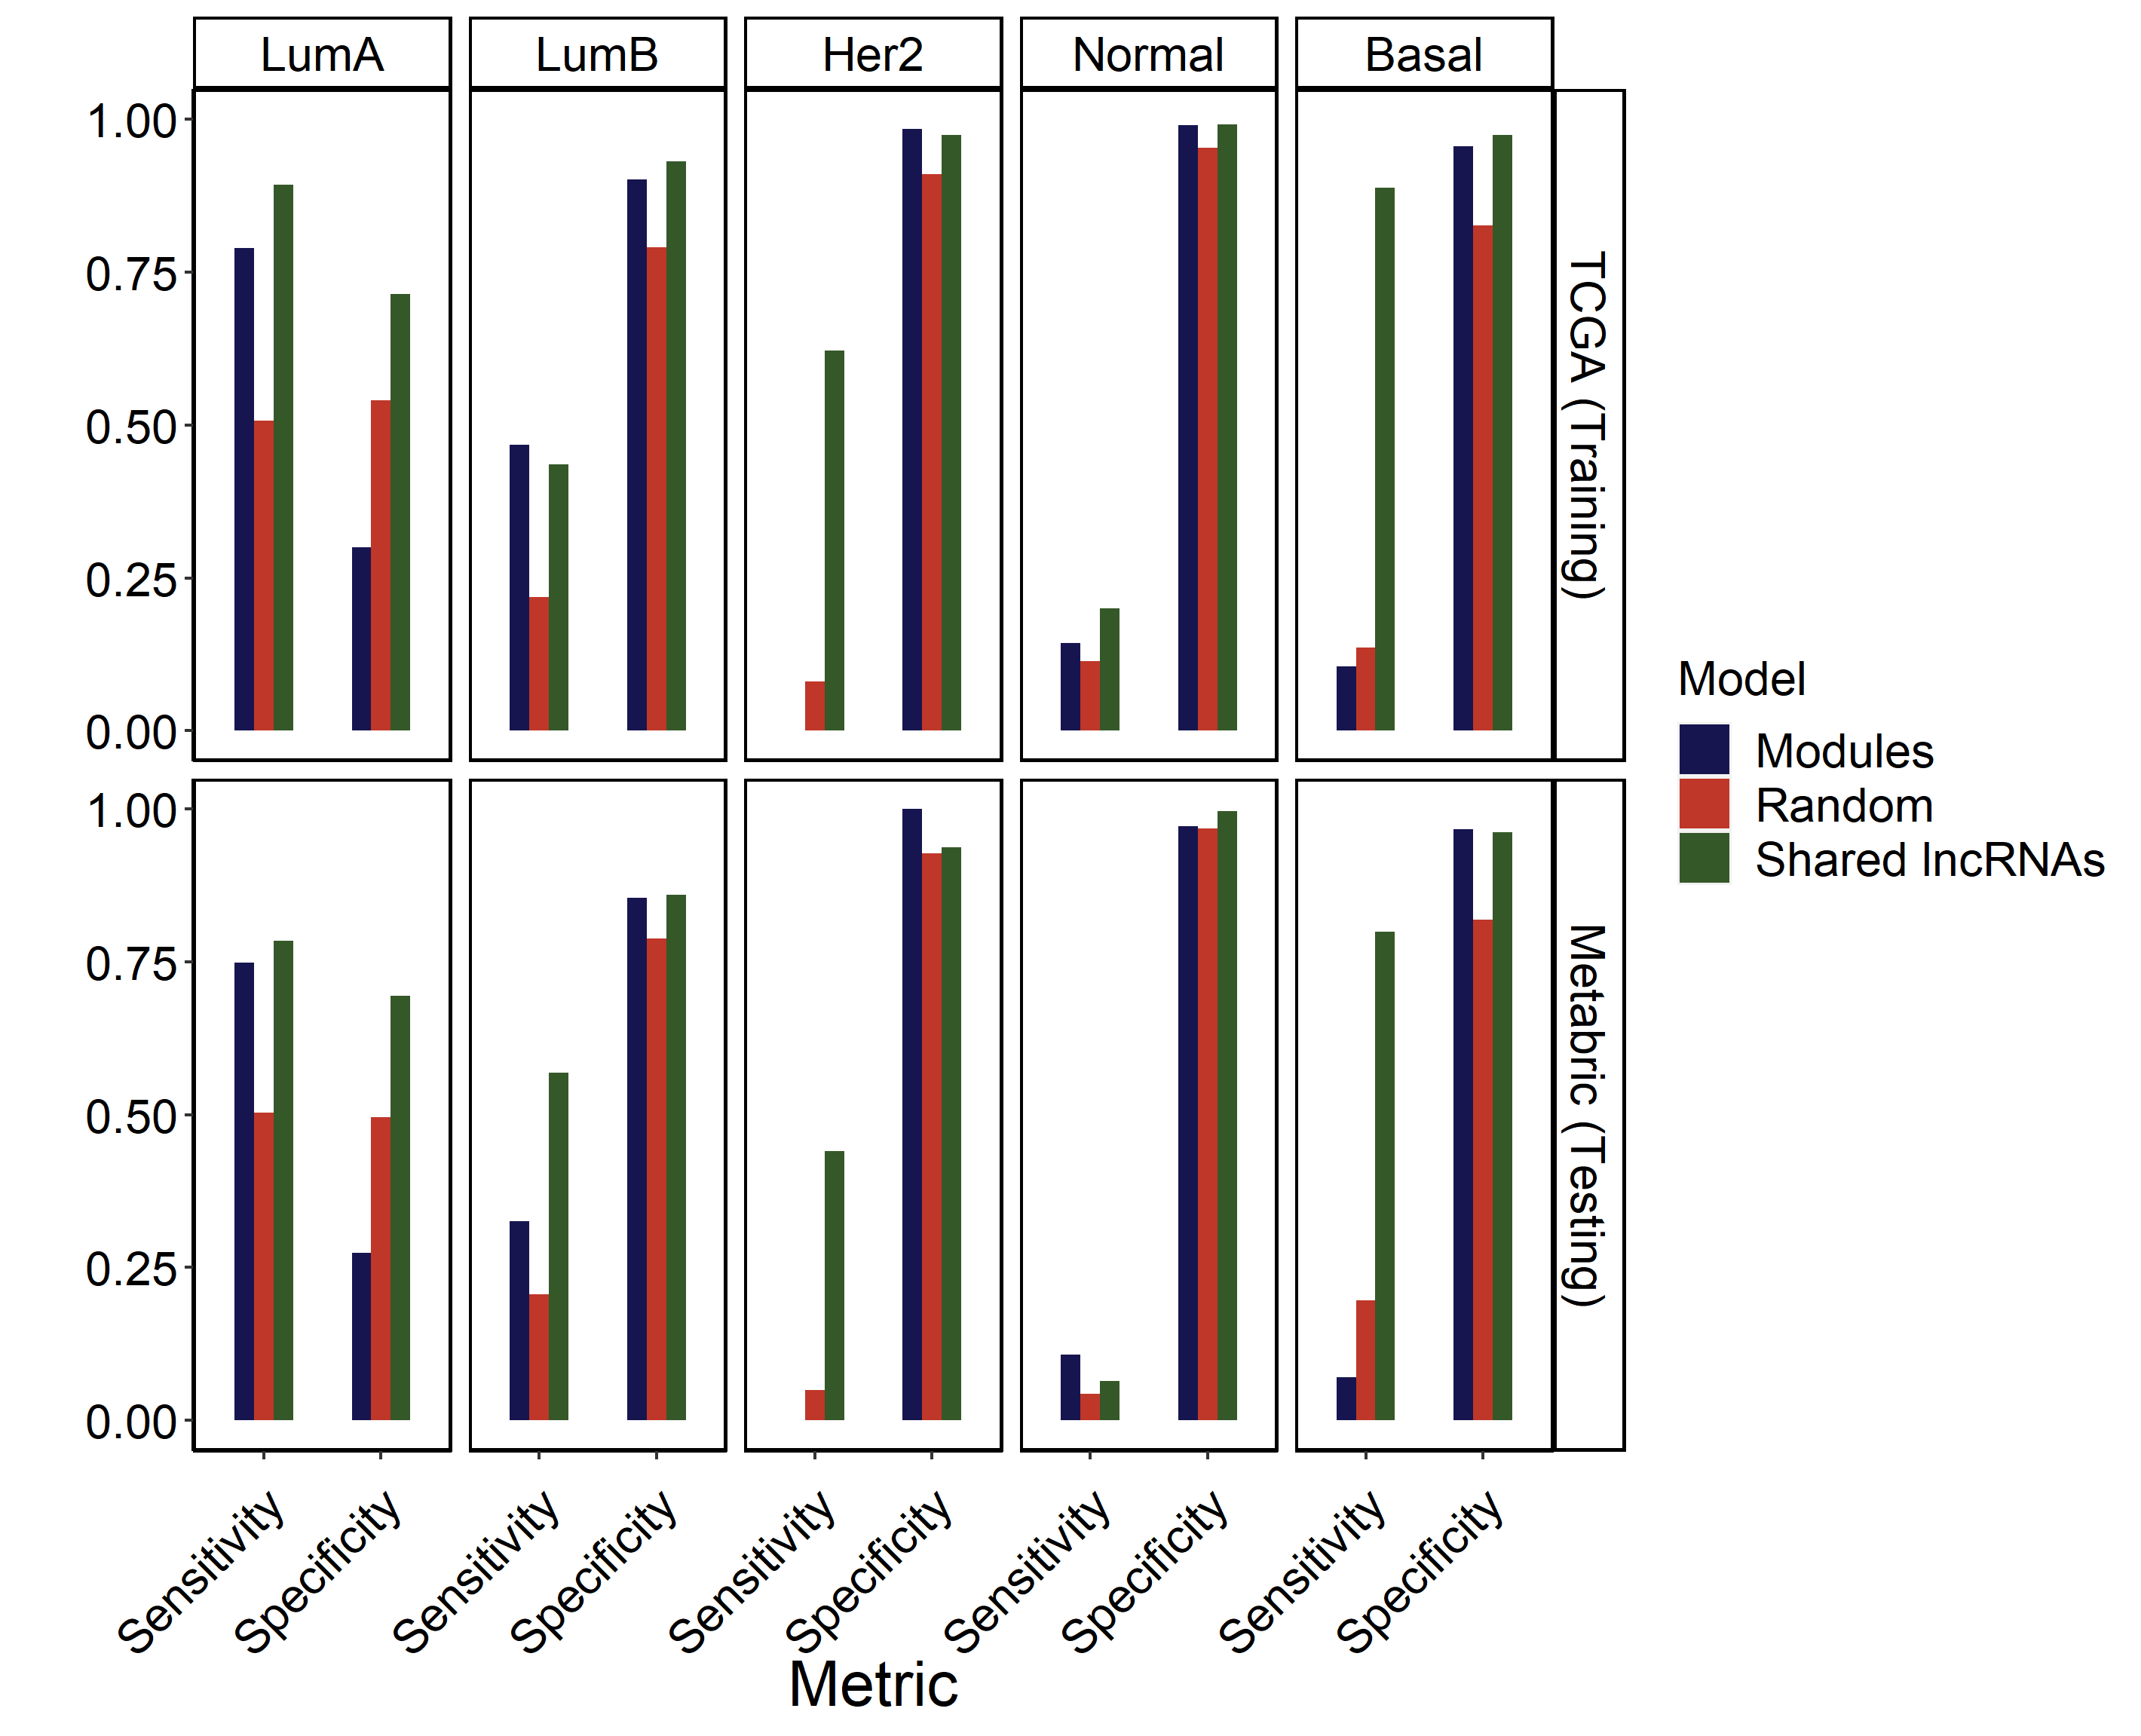 LumA LumB Her2 Normal Basal
1.00
0.75
0.50
0.25
0.00
TCGA (Training)
1.00
0.75
0.50
0.25
0.00
Metabric (Testing)
Sensitivity Specificity Sensitivity Specificity Sensitivity Specificity Sensitivity Specificity Sensitivity Specificity
Metric
Model
Modules
Random
Shared lncRNAs